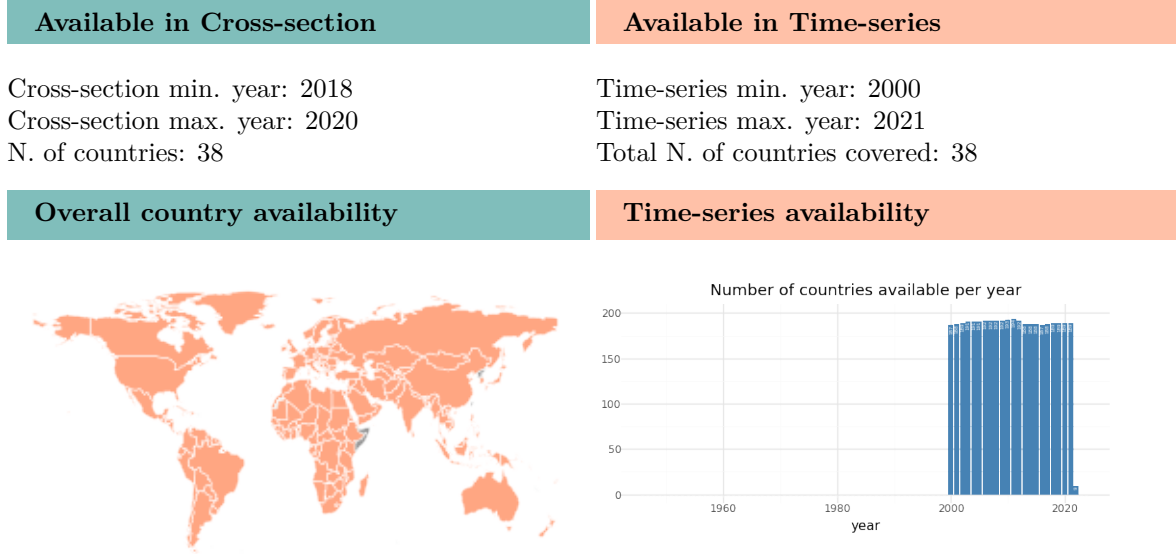 Available in Cross-section
Available in Time-series
Cross-section min. year: 2018
Cross-section max. year: 2020
N. of countries: 38
Time-series min. year: 2000
Time-series max. year: 2021
Total N. of countries covered: 38
Overall country availability
Time-series availability
Number of countries available per year
200
150
100
50
0
1960
1980
2000
2020
year